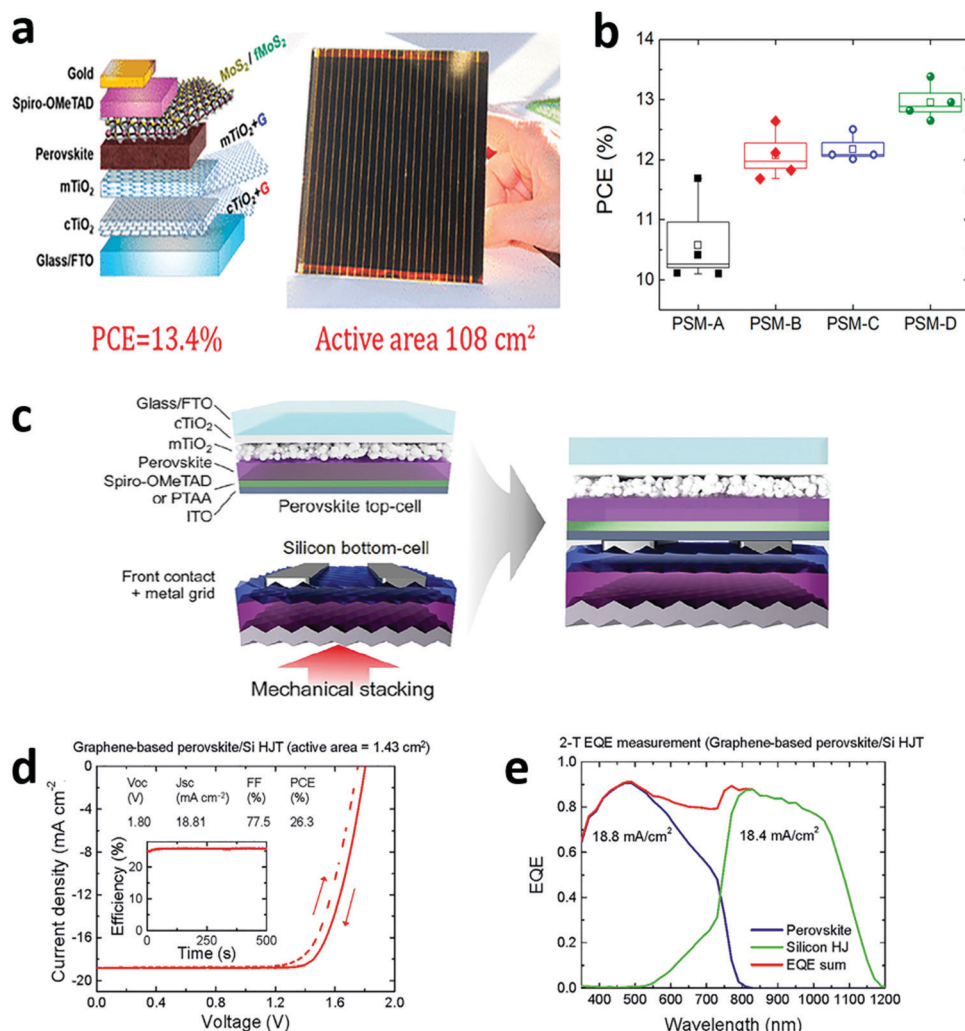 a
Gold
Spiro-OMeTAD
Perovskite
mTiO₂
cTiO₂
Glass/FTO
MoS₂ / fMoS₂
mTiO₂+G
cTiO₂+G
PCE=13.4%
Active area 108 cm²
b
PCE (%)
14
13
12
11
10
PSM-A PSM-B PSM-C PSM-D
c
Glass/FTO
cTiO₂
mTiO₂
Perovskite
Spiro-OMeTAD
or PTAA
ITO
Perovskite top-cell
Silicon bottom-cell
Front contact
+ metal grid
Mechanical stacking
d
Graphene-based perovskite/Si HJT (active area = 1.43 cm²)
Current density (mA cm⁻²)
0
-4
-8
-12
-16
-20
Voc Jsc FF PCE
(V) (mA cm⁻²) (%) (%)
1.80 18.81 77.5 26.3
Efficiency (%)
20
10
0
0 250 500
Time (s)
0.0 0.4 0.8 1.2 1.6 2.0
Voltage (V)
e
2-T EQE measurement (Graphene-based perovskite/Si HJT
EQE
0.9
0.8
0.6
0.4
0.2
0.0
18.8 mA/cm²
18.4 mA/cm²
Perovskite
Silicon HJ
EQE sum
400 500 600 700 800 900 1000 1100 1200
Wavelength (nm)